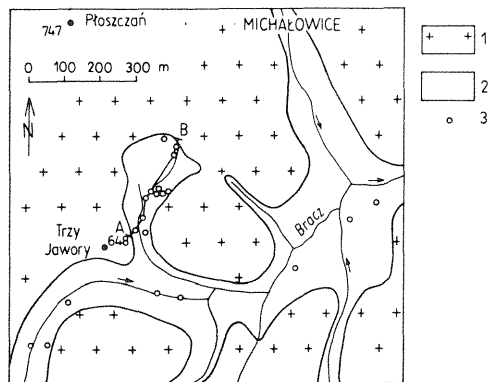 747 Płoszczań
MICHAŁOWICE
0 100 200 300 m
N
B
A
Trzy
Jawory
648
Bracz
1
2
3